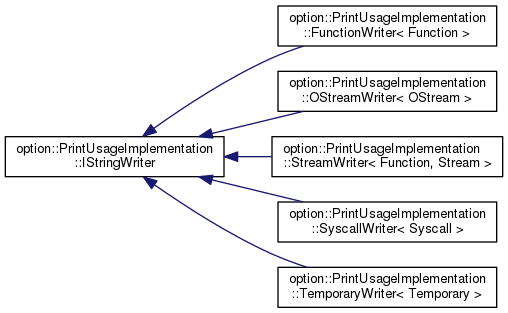 option::PrintUsageImplementation
::FunctionWriter< Function >
option::PrintUsageImplementation
::OStreamWriter< OStream >
option::PrintUsageImplementation
::IStringWriter
option::PrintUsageImplementation
::StreamWriter< Function, Stream >
option::PrintUsageImplementation
::SyscallWriter< Syscall >
option::PrintUsageImplementation
::TemporaryWriter< Temporary >